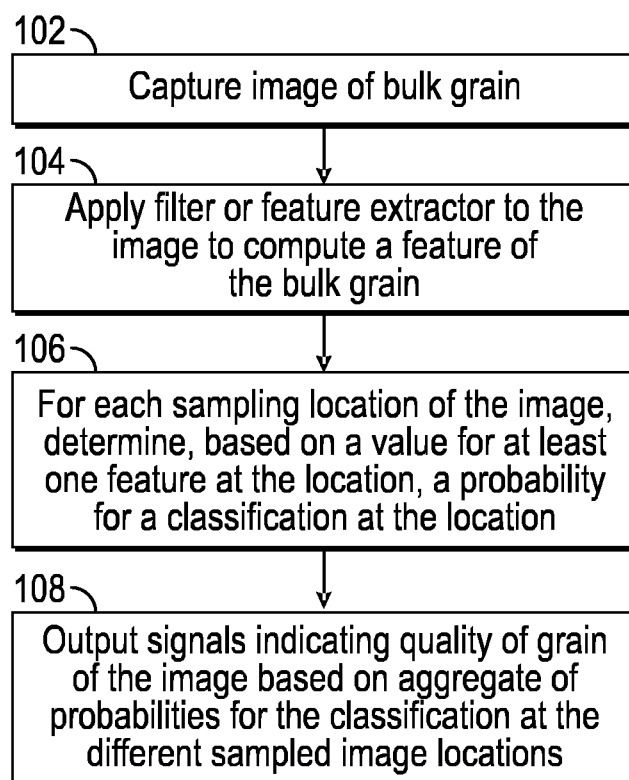 102
Capture image of bulk grain
104
Apply filter or feature extractor to the
image to compute a feature of
the bulk grain
106
For each sampling location of the image,
determine, based on a value for at least
one feature at the location, a probability
for a classification at the location
108
Output signals indicating quality of grain
of the image based on aggregate of
probabilities for the classification at the
different sampled image locations